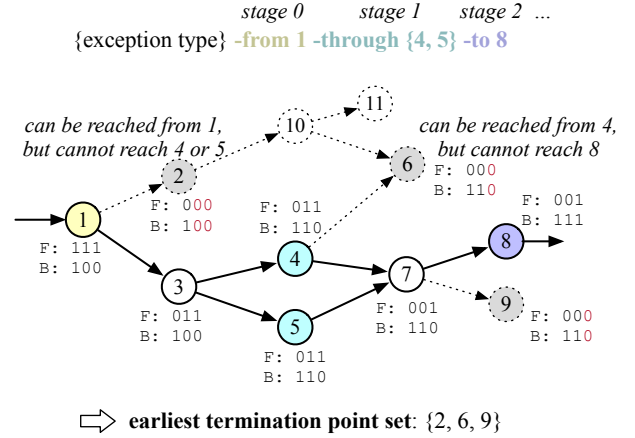 stage 0 stage 1 stage 2 ...
{exception type} -from 1 -through {4, 5} -to 8
11
can be reached from 1,
but cannot reach 4 or 5
10
can be reached from 4,
but cannot reach 8
2
6
F: 000
B: 100
F: 000
B: 110
1
F: 111
B: 100
F: 011
B: 110
4
F: 001
B: 111
8
3
F: 011
B: 100
7
F: 001
B: 110
5
F: 011
B: 110
9
F: 000
B: 110
earliest termination point set: {2, 6, 9}